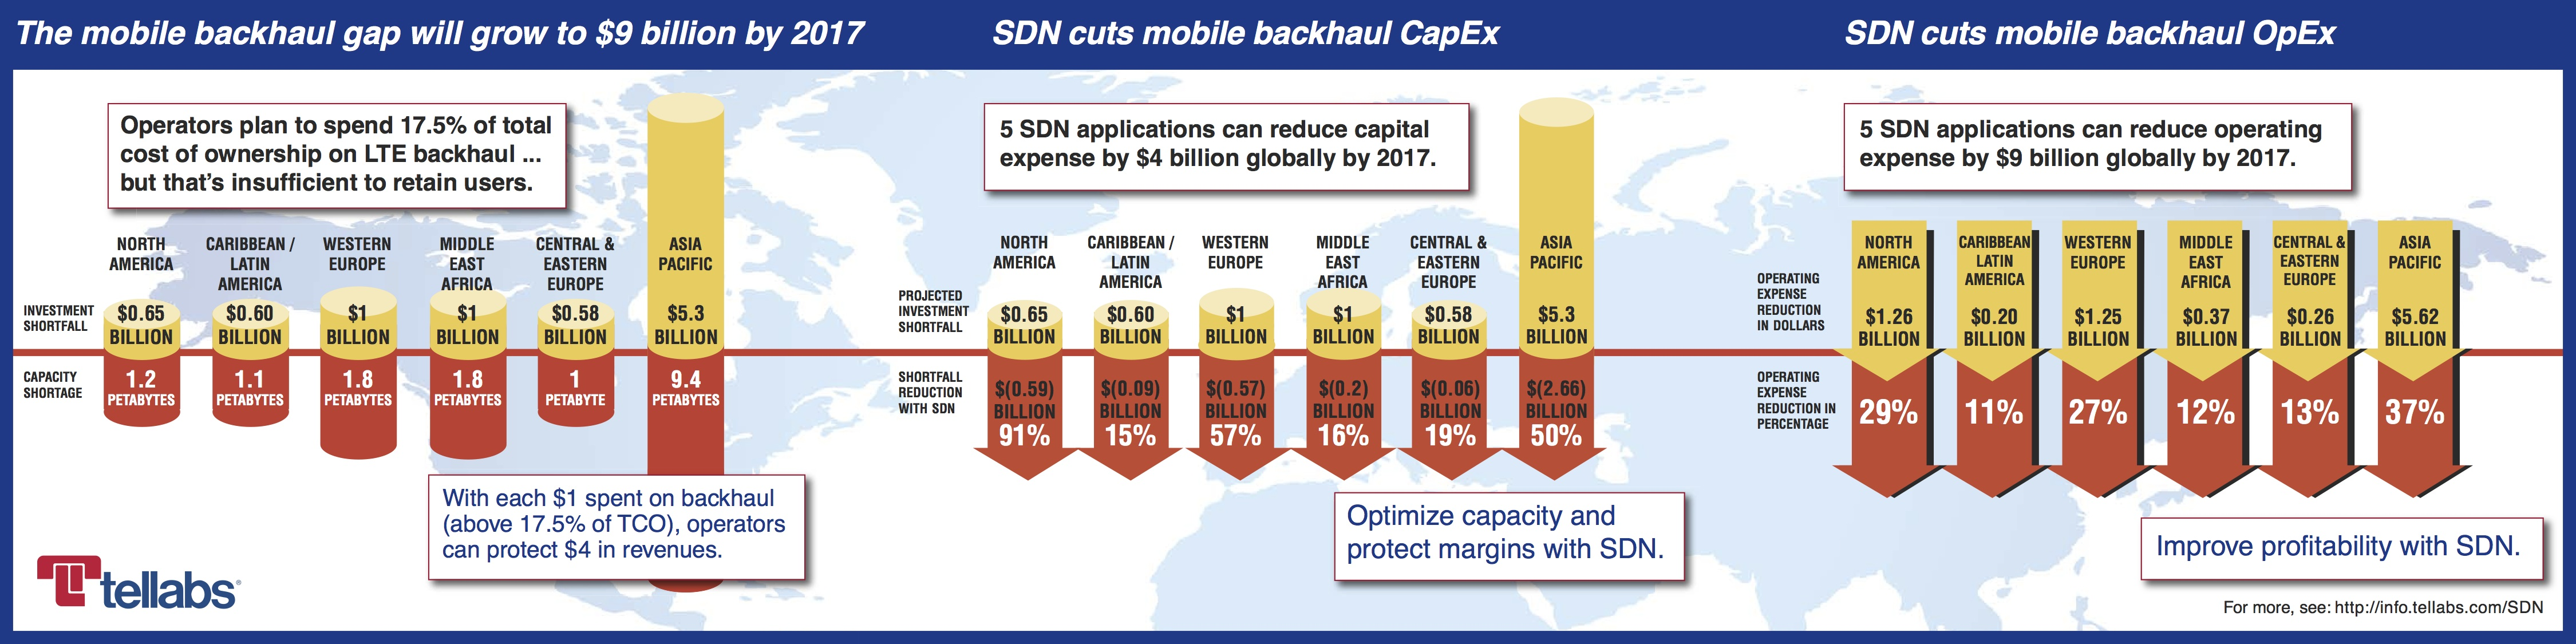 The mobile backhaul gap will grow to $9 billion by 2017
Operators plan to spend 17.5% of total
cost of ownership on LTE backhaul ...
but that's insufficient to retain users.
NORTH
AMERICA
CARIBBEAN /
LATIN
AMERICA
WESTERN
EUROPE
MIDDLE
EAST
AFRICA
CENTRAL &
EASTERN
EUROPE
ASIA
PACIFIC
INVESTMENT
SHORTFALL
$0.65
BILLION
$0.60
BILLION
$1
BILLION
$1
BILLION
$0.58
BILLION
$5.3
BILLION
CAPACITY
SHORTAGE
1.2
PETABYTES
1.1
PETABYTES
1.8
PETABYTES
1.8
PETABYTES
1
PETABYTE
9.4
PETABYTES
With each $1 spent on backhaul
(above 17.5% of TCO), operators
can protect $4 in revenues.
tellabs®
SDN cuts mobile backhaul CapEx
5 SDN applications can reduce capital
expense by $4 billion globally by 2017.
NORTH
AMERICA
CARIBBEAN /
LATIN
AMERICA
WESTERN
EUROPE
MIDDLE
EAST
AFRICA
CENTRAL &
EASTERN
EUROPE
ASIA
PACIFIC
PROJECTED
INVESTMENT
SHORTFALL
$0.65
BILLION
$0.60
BILLION
$1
BILLION
$1
BILLION
$0.58
BILLION
$5.3
BILLION
SHORTFALL
REDUCTION
WITH SDN
$(0.59)
BILLION
91%
$(0.09)
BILLION
15%
$(0.57)
BILLION
57%
$(0.2)
BILLION
16%
$(0.06)
BILLION
19%
$(2.66)
BILLION
50%
Optimize capacity and
protect margins with SDN.
SDN cuts mobile backhaul OpEx
5 SDN applications can reduce operating
expense by $9 billion globally by 2017.
NORTH
AMERICA
CARIBBEAN
LATIN
AMERICA
WESTERN
EUROPE
MIDDLE
EAST
AFRICA
CENTRAL &
EASTERN
EUROPE
ASIA
PACIFIC
OPERATING
EXPENSE
REDUCTION
IN DOLLARS
$1.26
BILLION
$0.20
BILLION
$1.25
BILLION
$0.37
BILLION
$0.26
BILLION
$5.62
BILLION
OPERATING
EXPENSE
REDUCTION IN
PERCENTAGE
29%
11%
27%
12%
13%
37%
Improve profitability with SDN.
For more, see: http://info.tellabs.com/SDN